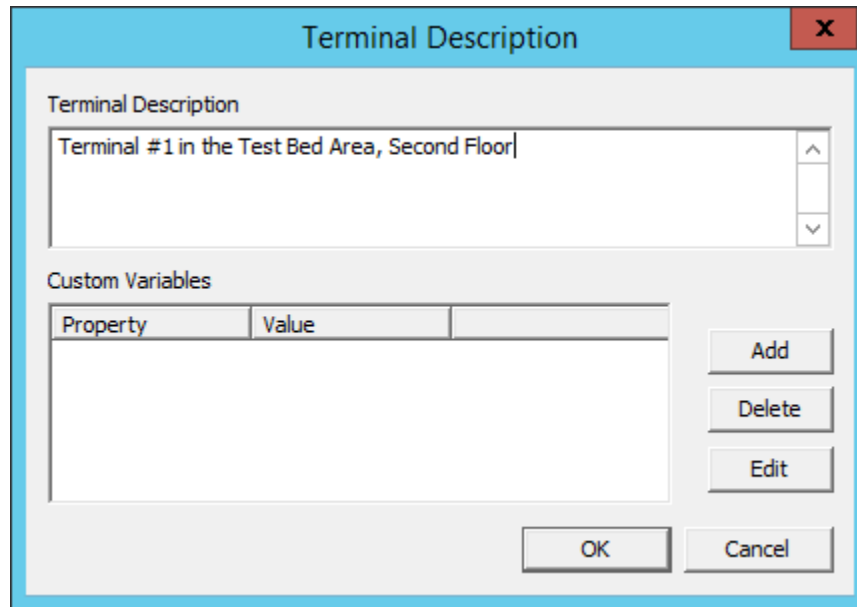 Terminal Description
x
Terminal Description
Terminal #1 in the Test Bed Area, Second Floor
Custom Variables
Property Value
Add
Delete
Edit
OK Cancel